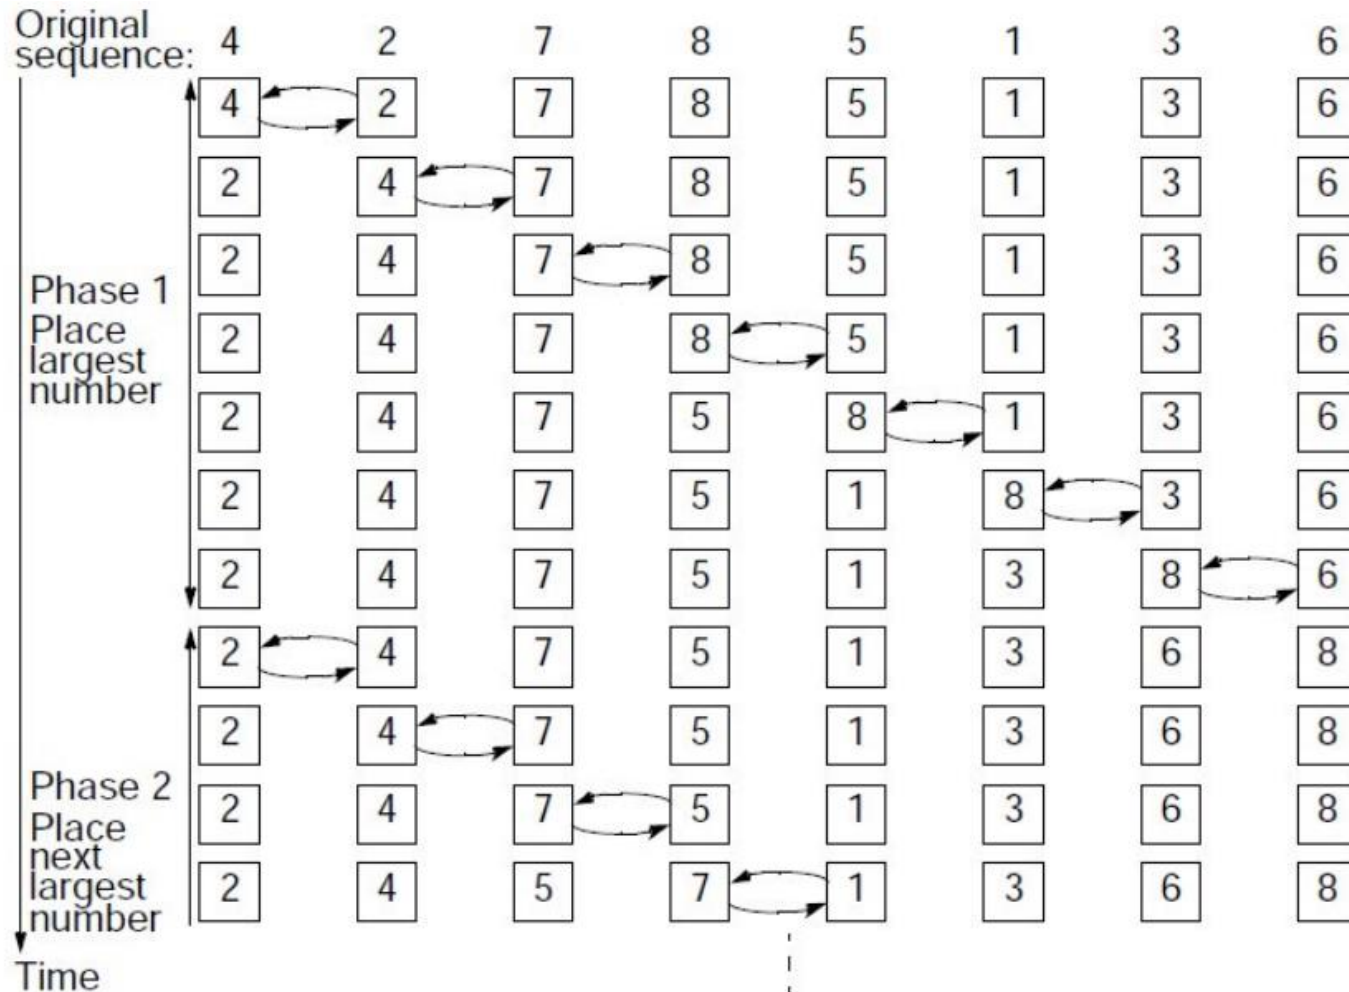 Original
sequence: 4 2 7 8 5 1 3 6
4 2 7 8 5 1 3 6
2 4 7 8 5 1 3 6
2 4 7 8 5 1 3 6
Phase 1
Place
largest
number
2 4 7 8 5 1 3 6
2 4 7 5 8 1 3 6
2 4 7 5 1 8 3 6
2 4 7 5 1 3 8 6
2 4 7 5 1 3 6 8
2 4 7 5 1 3 6 8
Phase 2
Place
next
largest
number
2 4 7 5 1 3 6 8
2 4 5 7 1 3 6 8
Time